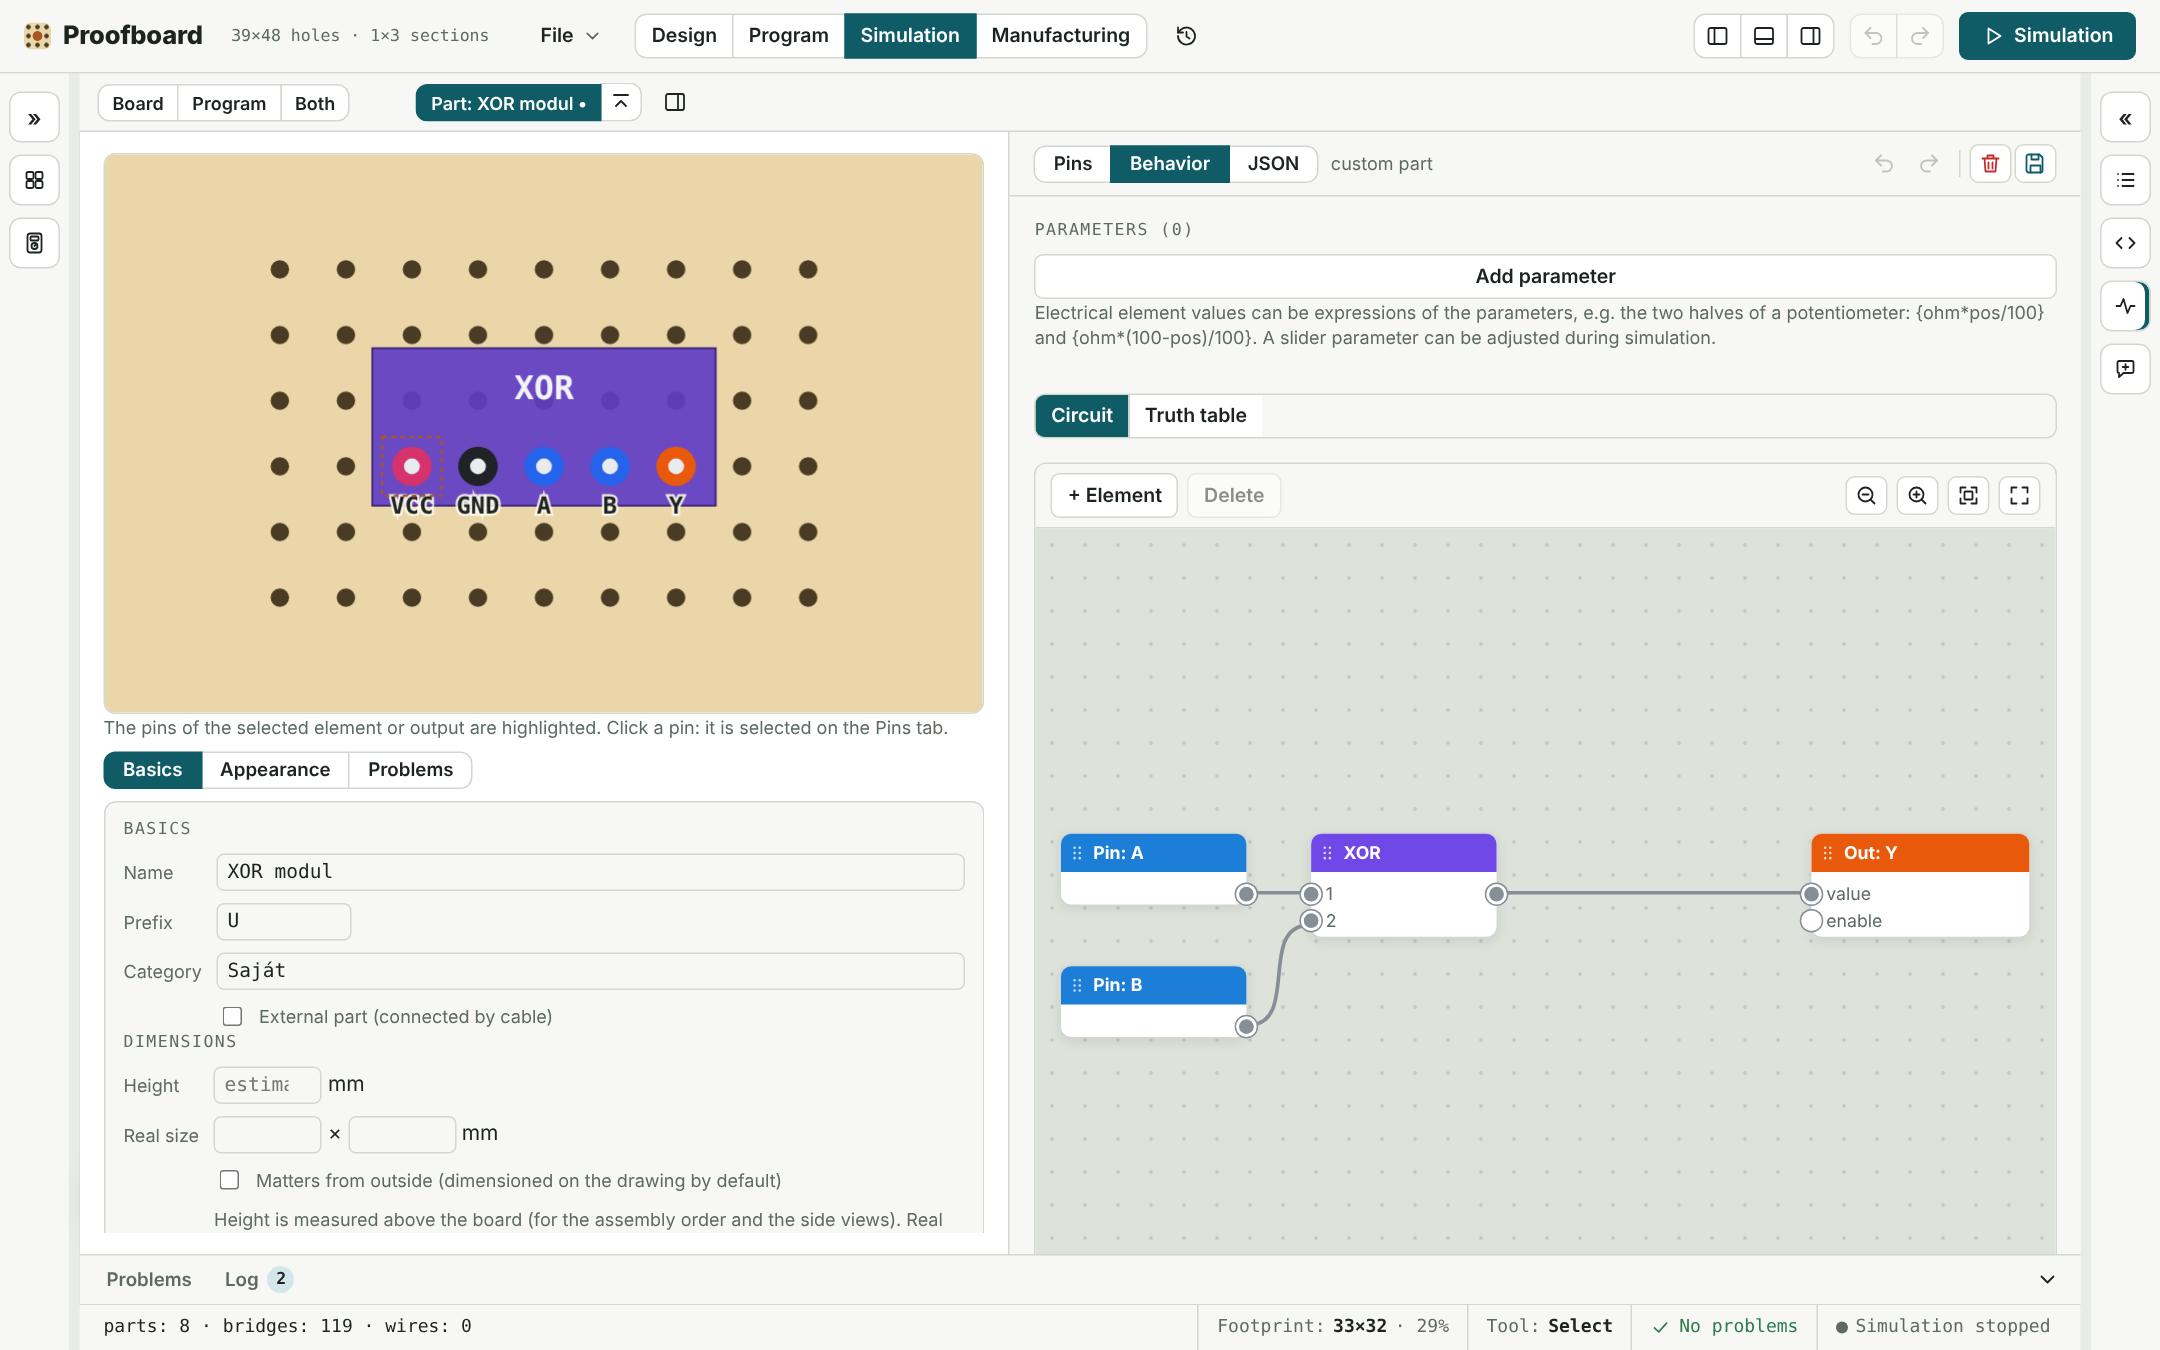 Proofboard
39×48 holes · 1×3 sections
File
Design
Program
Simulation
Manufacturing
Simulation
Board
Program
Both
Part: XOR modul •
XOR
VCC
GND
A
B
Y
The pins of the selected element or output are highlighted. Click a pin: it is selected on the Pins tab.
Basics
Appearance
Problems
BASICS
Name
XOR modul
Prefix
U
Category
Saját
External part (connected by cable)
DIMENSIONS
Height
mm
Real size
×
mm
Matters from outside (dimensioned on the drawing by default)
Height is measured above the board (for the assembly order and the side views). Real
Pins
Behavior
JSON
custom part
PARAMETERS (0)
Add parameter
Electrical element values can be expressions of the parameters, e.g. the two halves of a potentiometer: {ohm*pos/100}
and {ohm*(100-pos)/100}. A slider parameter can be adjusted during simulation.
Circuit
Truth table
+ Element
Delete
Pin: A
XOR
1
2
Out: Y
value
enable
Pin: B
Problems
Log 2
parts: 8 · bridges: 119 · wires: 0
Footprint: 33×32 · 29%
Tool: Select
No problems
Simulation stopped